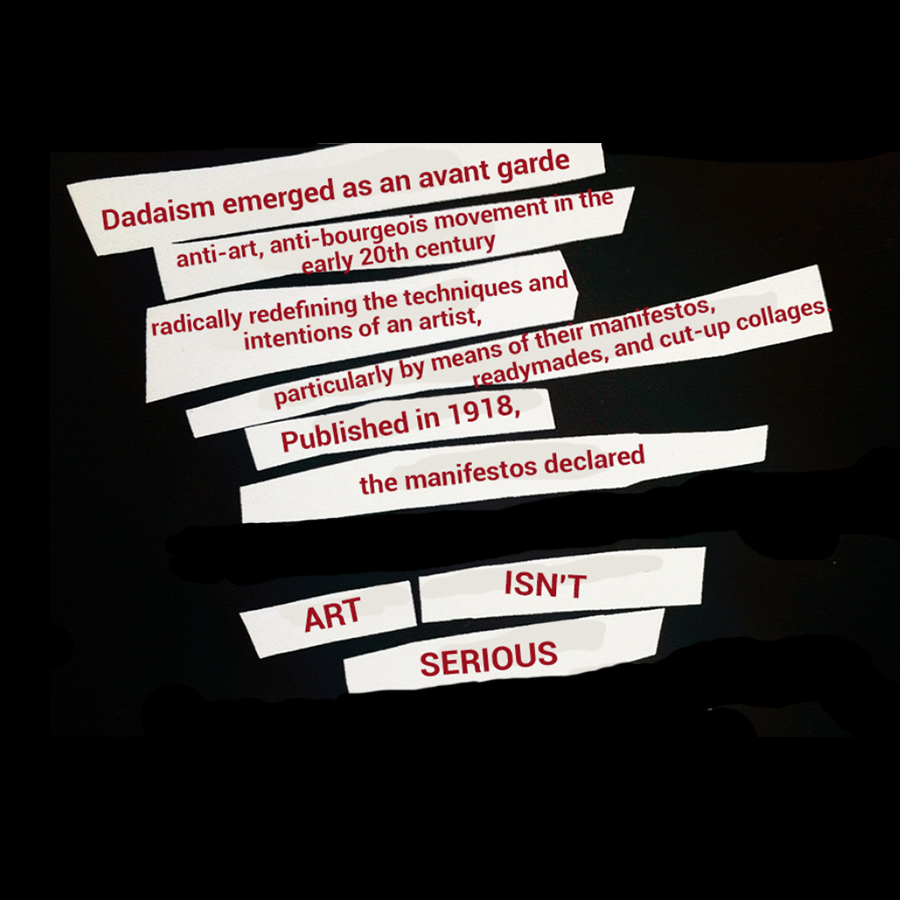 Dadaism emerged as an avant garde
anti-art, anti-bourgeois movement in the
early 20th century
radically redefining the techniques and
intentions of an artist,
particularly by means of their manifestos,
readymades, and cut-up collages.
Published in 1918,
the manifestos declared
ART
ISN'T
SERIOUS